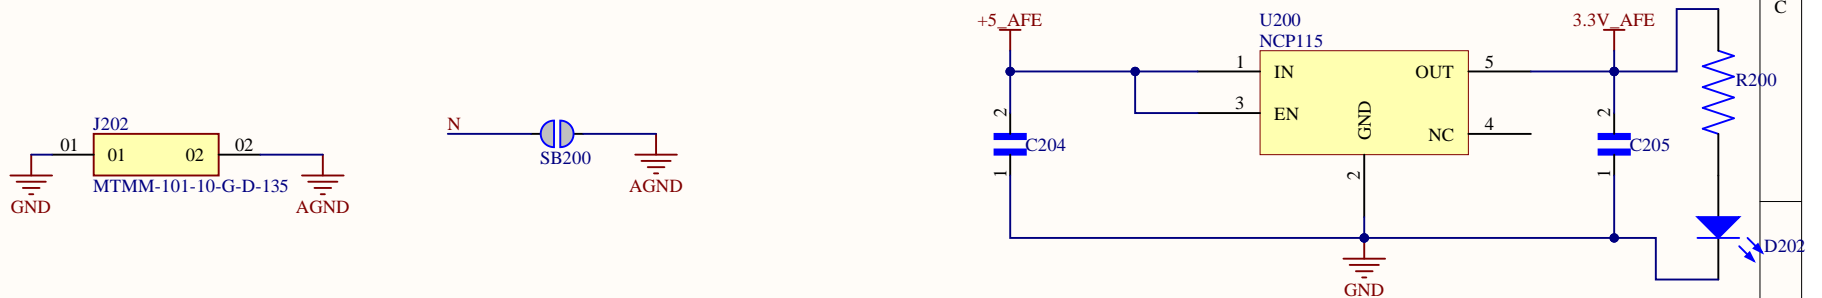 J202
01
01
02
02
MTMM-101-10-G-D-135
GND
AGND
N
SB200
AGND
+5_AFE
2
C204
1
U200
NCP115
1
IN
3
EN
GND
2
OUT
5
NC
4
GND
3.3V_AFE
2
C205
1
R200
D202
C